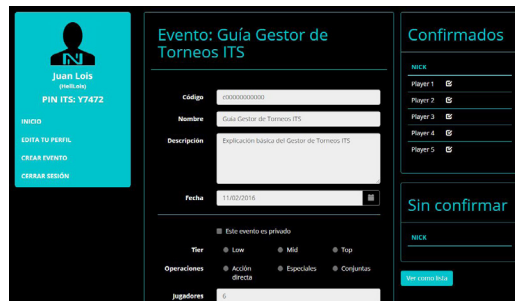 Juan Lois
PIN ITS: Y7472
INICIO
EDITA TU PERFIL
CREAR EVENTO
CERRAR SESIÓN
Evento: Guía Gestor de
Torneos ITS
Código
Nombre Guía Gestor de Torneos ITS
Descripción Explicación básica del Gestor de Torneos ITS
Fecha 11/02/2016
Este evento es privado
Tier Low Mid Top
Operaciones Acción directa Especiales Conjuntas
Jugadores 6
Confirmados
NICK
Player 1
Player 2
Player 3
Player 4
Player 5
Sin confirmar
NICK
Ver como lista